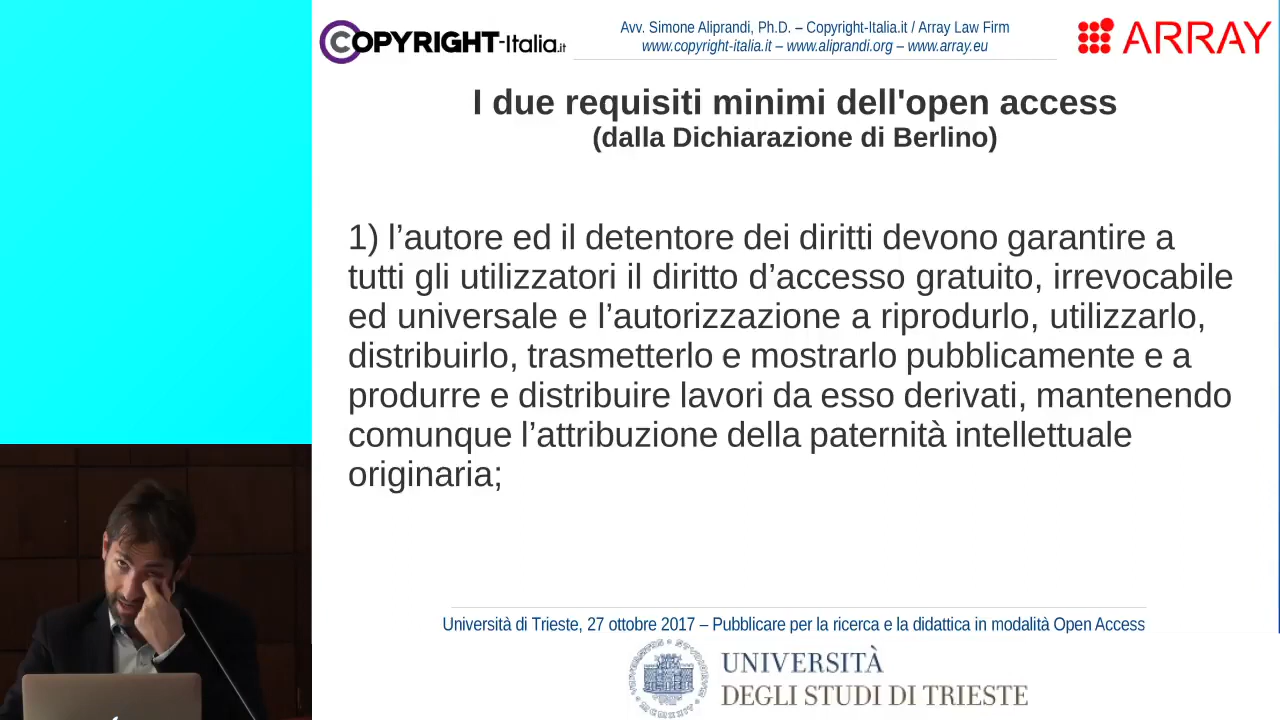 COPYRIGHT-Italia.it
Avv. Simone Aliprandi, Ph.D. – Copyright-Italia.it / Array Law Firm
www.copyright-italia.it – www.aliprandi.org – www.array.eu
ARRAY
I due requisiti minimi dell'open access
(dalla Dichiarazione di Berlino)
1) l’autore ed il detentore dei diritti devono garantire a
tutti gli utilizzatori il diritto d’accesso gratuito, irrevocabile
ed universale e l’autorizzazione a riprodurlo, utilizzarlo,
distribuirlo, trasmetterlo e mostrarlo pubblicamente e a
produrre e distribuire lavori da esso derivati, mantenendo
comunque l’attribuzione della paternità intellettuale
originaria;
Università di Trieste, 27 ottobre 2017 – Pubblicare per la ricerca e la didattica in modalità Open Access
UNIVERSITÀ
DEGLI STUDI DI TRIESTE